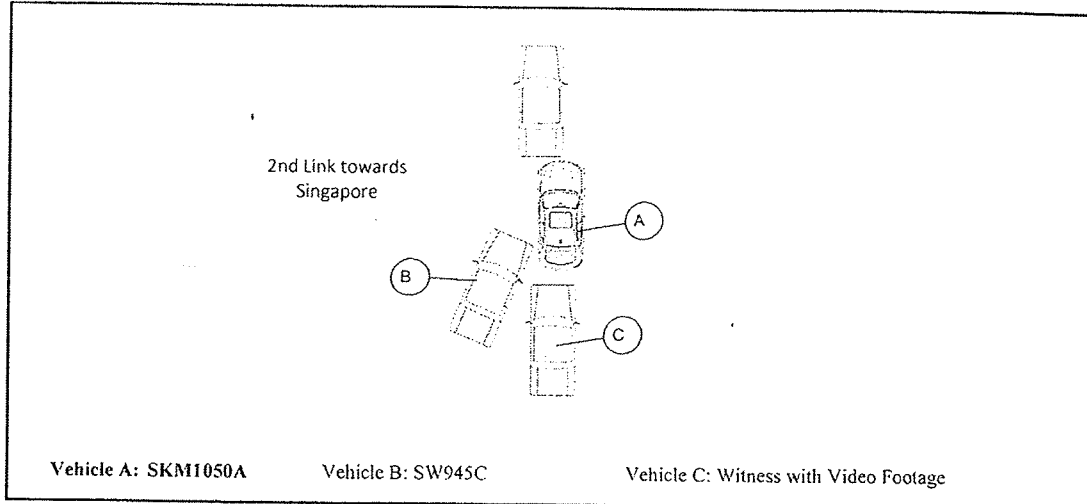 2nd Link towards
Singapore
A
B
C
Vehicle A: SKM1050A Vehicle B: SW945C Vehicle C: Witness with Video Footage